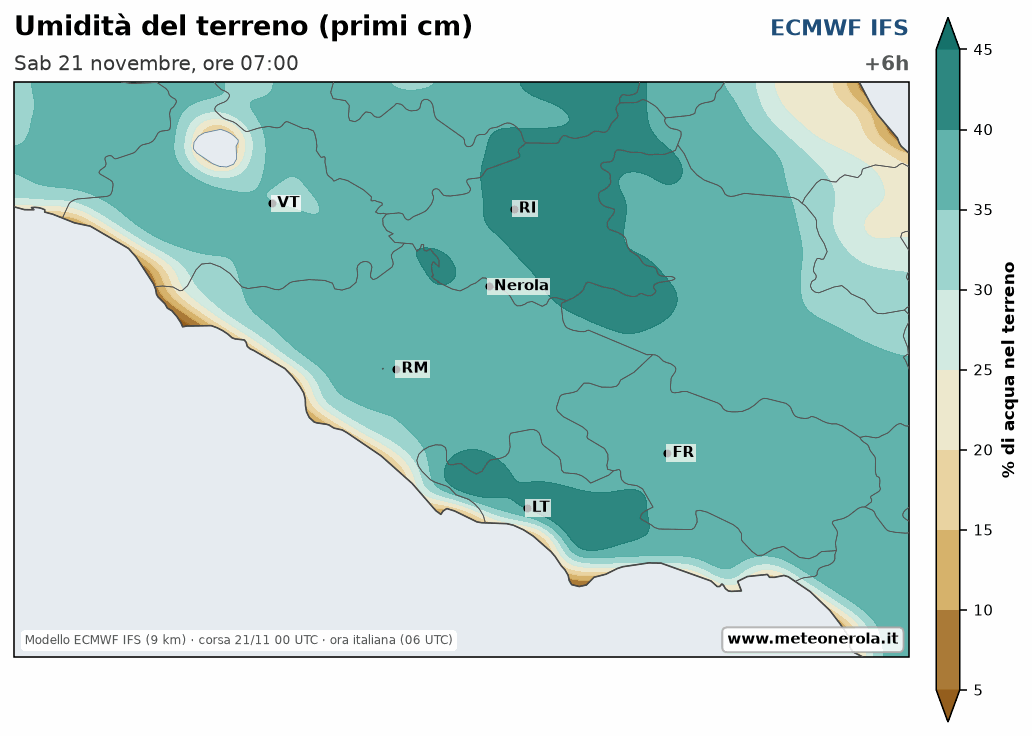 Umidità del terreno (primi cm)
ECMWF IFS
Sab 21 novembre, ore 07:00
+6h
VT
RI
Nerola
RM
FR
LT
45
40
35
30
25
20
15
10
5
% di acqua nel terreno
Modello ECMWF IFS (9 km) · corsa 21/11 00 UTC · ora italiana (06 UTC)
www.meteonerola.it